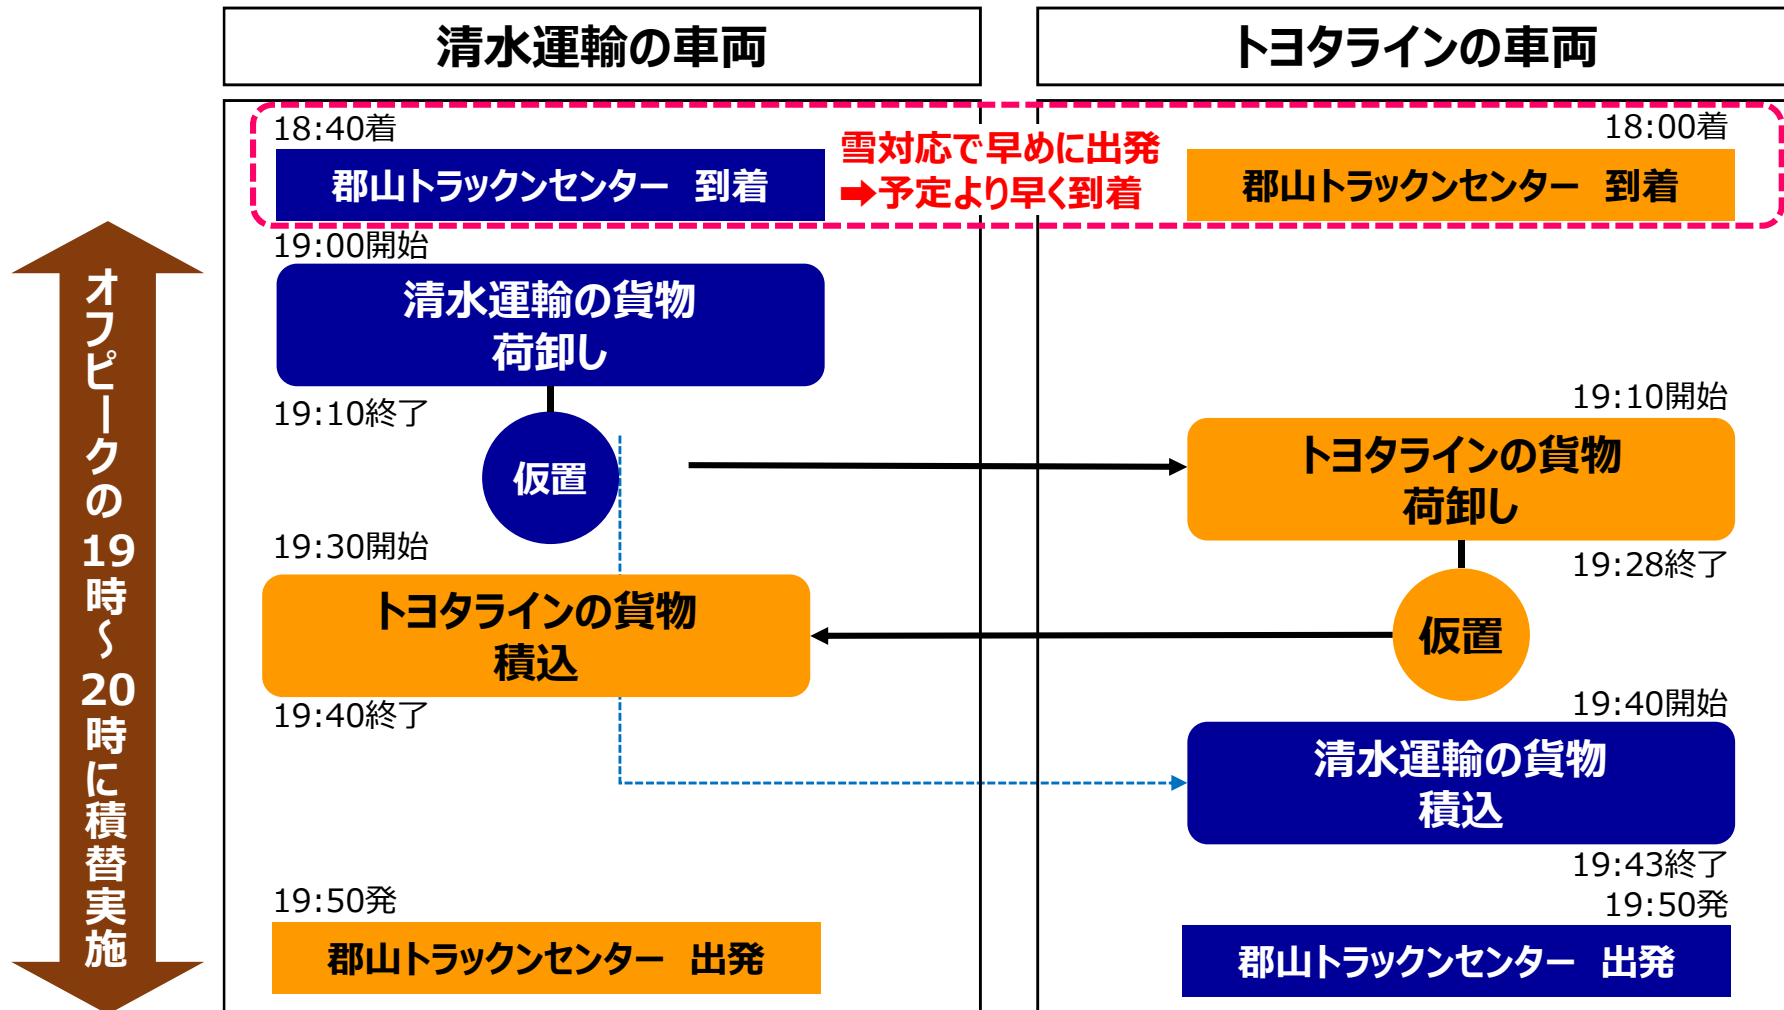 清水運輸の車両
トヨタラインの車両
18:40着
郡山トラックンセンター 到着
雪対応で早めに出発
➡予定より早く到着
18:00着
郡山トラックンセンター 到着
オフピークの19時~20時に積替実施
19:00開始
清水運輸の貨物
荷卸し
19:10終了
仮置
19:10開始
トヨタラインの貨物
荷卸し
19:28終了
仮置
19:30開始
トヨタラインの貨物
積込
19:40終了
19:40開始
清水運輸の貨物
積込
19:43終了
19:50発
郡山トラックンセンター 出発
19:50発
郡山トラックンセンター 出発